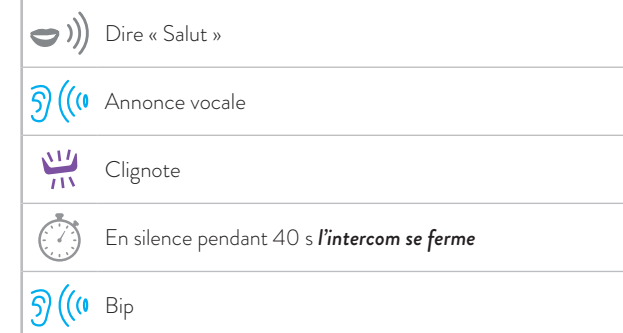 Dire « Salut »
Annonce vocale
Clignote
En silence pendant 40 s l'intercom se ferme
Bip